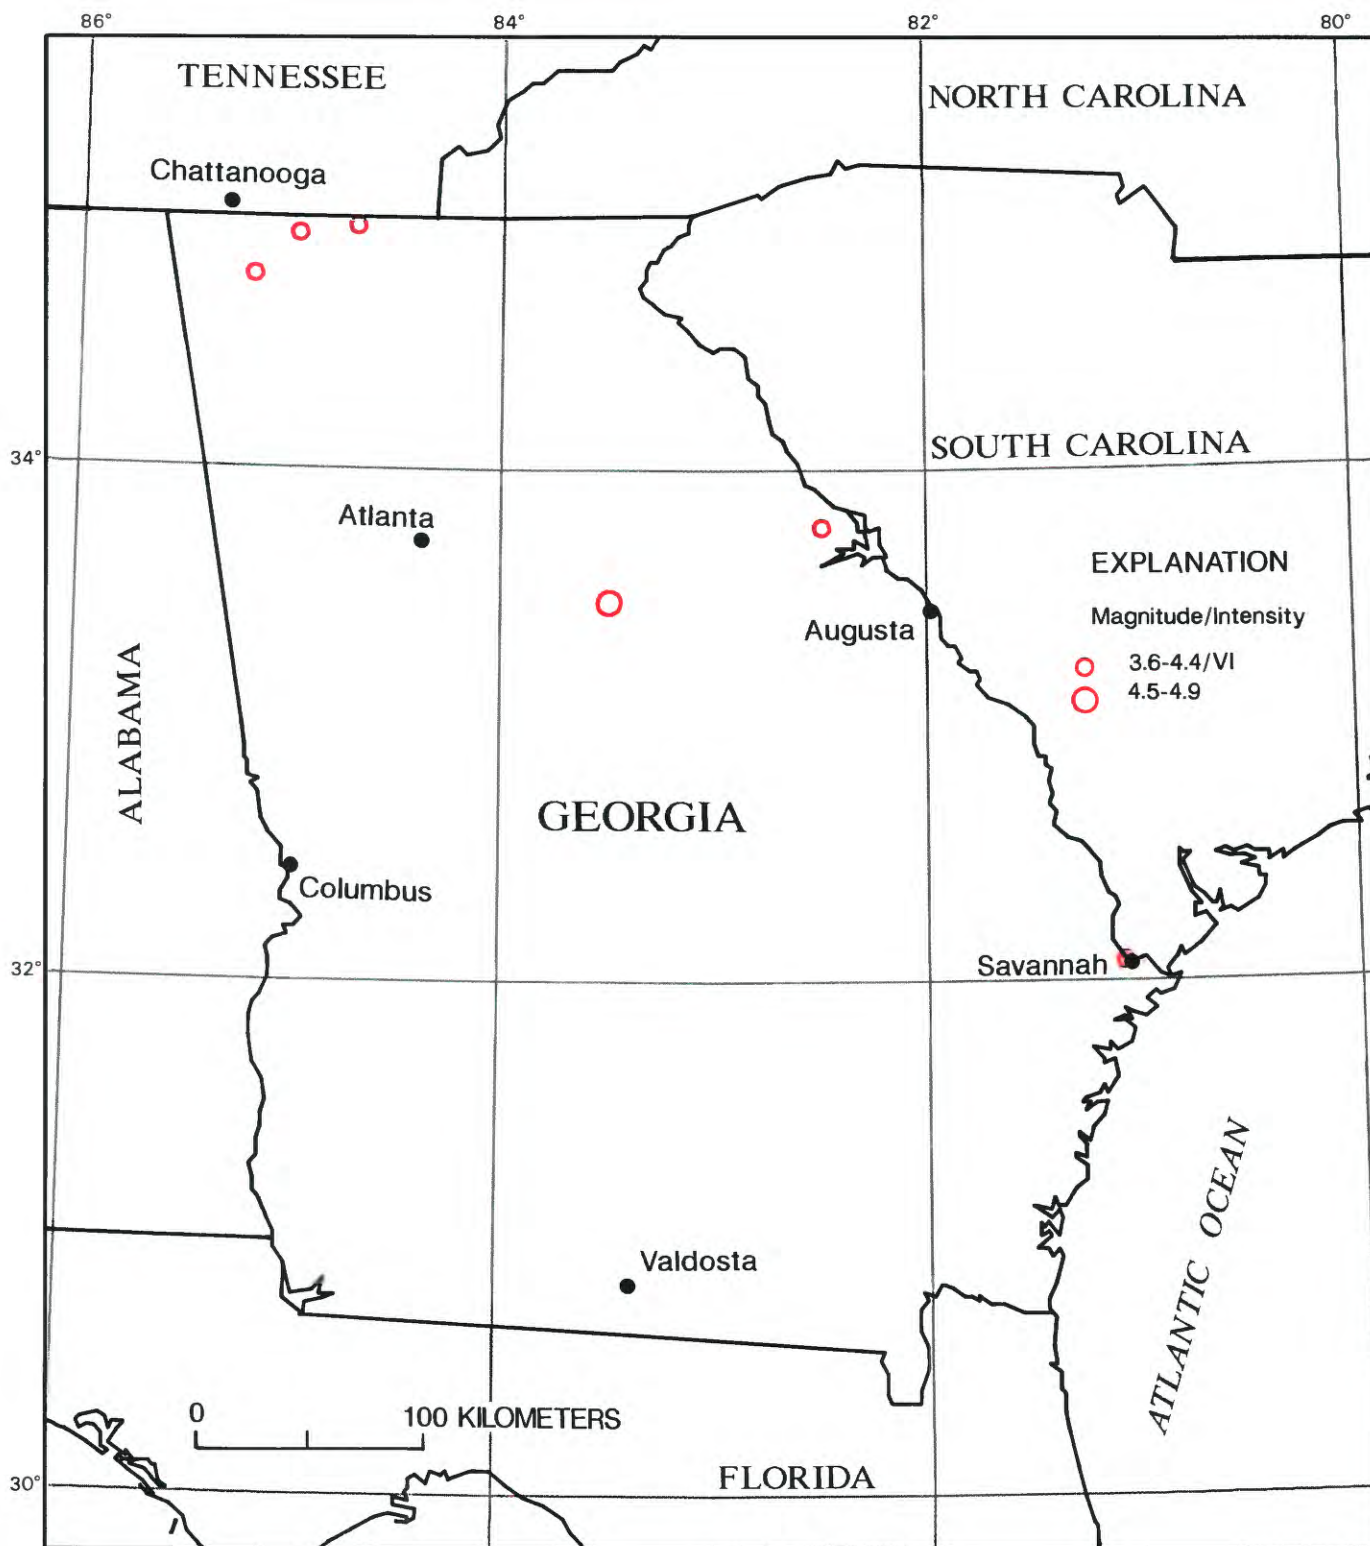 86° 84° 82° 80°
TENNESSEE
NORTH CAROLINA
Chattanooga
SOUTH CAROLINA
34°
Atlanta
EXPLANATION
Magnitude/Intensity
Augusta
3.6-4.4/VI
4.5-4.9
ALABAMA
GEORGIA
Columbus
Savannah
32°
ATLANTIC OCEAN
Valdosta
0 100 KILOMETERS
FLORIDA
30°